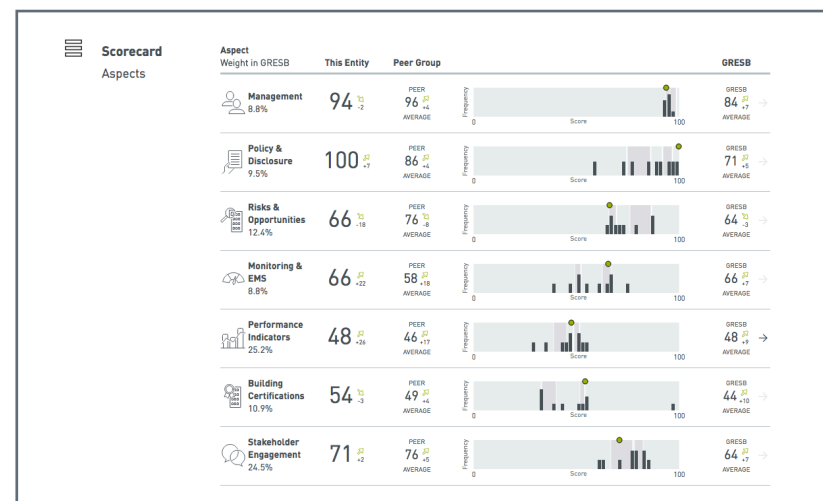 Scorecard
Aspects
Aspect
Weight in GRESB This Entity Peer Group GRESB
Management
8.8%
94 -2
PEER
96 +4
AVERAGE
Frequency
0 Score 100
GRESB
84 +7
AVERAGE
Policy &
Disclosure
9.5%
100 +7
PEER
86 +4
AVERAGE
Frequency
0 Score 100
GRESB
71 +5
AVERAGE
Risks &
Opportunities
12.4%
66 -18
PEER
76 -8
AVERAGE
Frequency
0 Score 100
GRESB
64 -3
AVERAGE
Monitoring &
EMS
8.8%
66 +22
PEER
58 +18
AVERAGE
Frequency
0 Score 100
GRESB
66 +7
AVERAGE
Performance
Indicators
25.2%
48 +26
PEER
46 +17
AVERAGE
Frequency
0 Score 100
GRESB
48 +9
AVERAGE
Building
Certifications
10.9%
54 -3
PEER
49 +4
AVERAGE
Frequency
0 Score 100
GRESB
44 +10
AVERAGE
Stakeholder
Engagement
24.5%
71 +2
PEER
76 +5
AVERAGE
Frequency
0 Score 100
GRESB
64 +7
AVERAGE